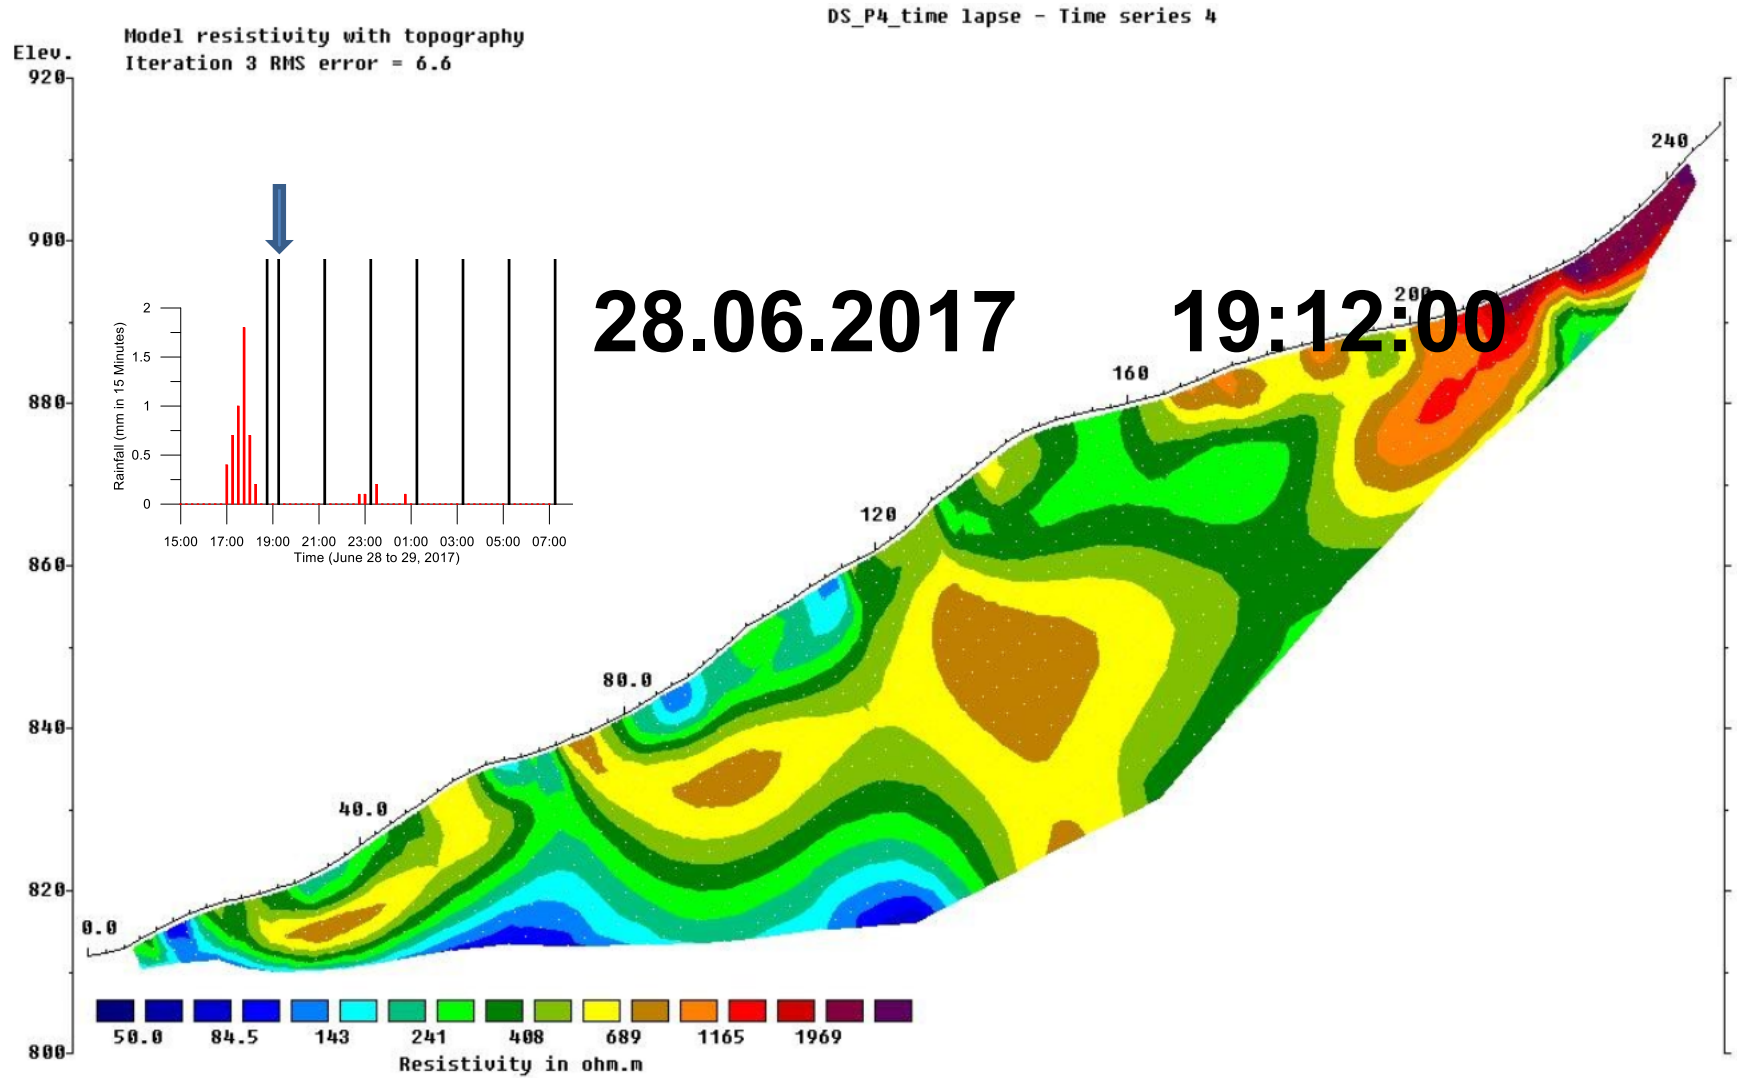 DS_P4_time lapse - Time series 4
Model resistivity with topography
Iteration 3 RMS error = 6.6
Elev.
920
900
880
860
840
820
800
28.06.2017 19:12:00
Rainfall (mm in 15 Minutes)
2
1.5
1
0.5
0
15:00 17:00 19:00 21:00 23:00 01:00 03:00 05:00 07:00
Time (June 28 to 29, 2017)
240
200
160
120
80.0
40.0
0.0
50.0 84.5 143 241 408 689 1165 1969
Resistivity in ohm.m